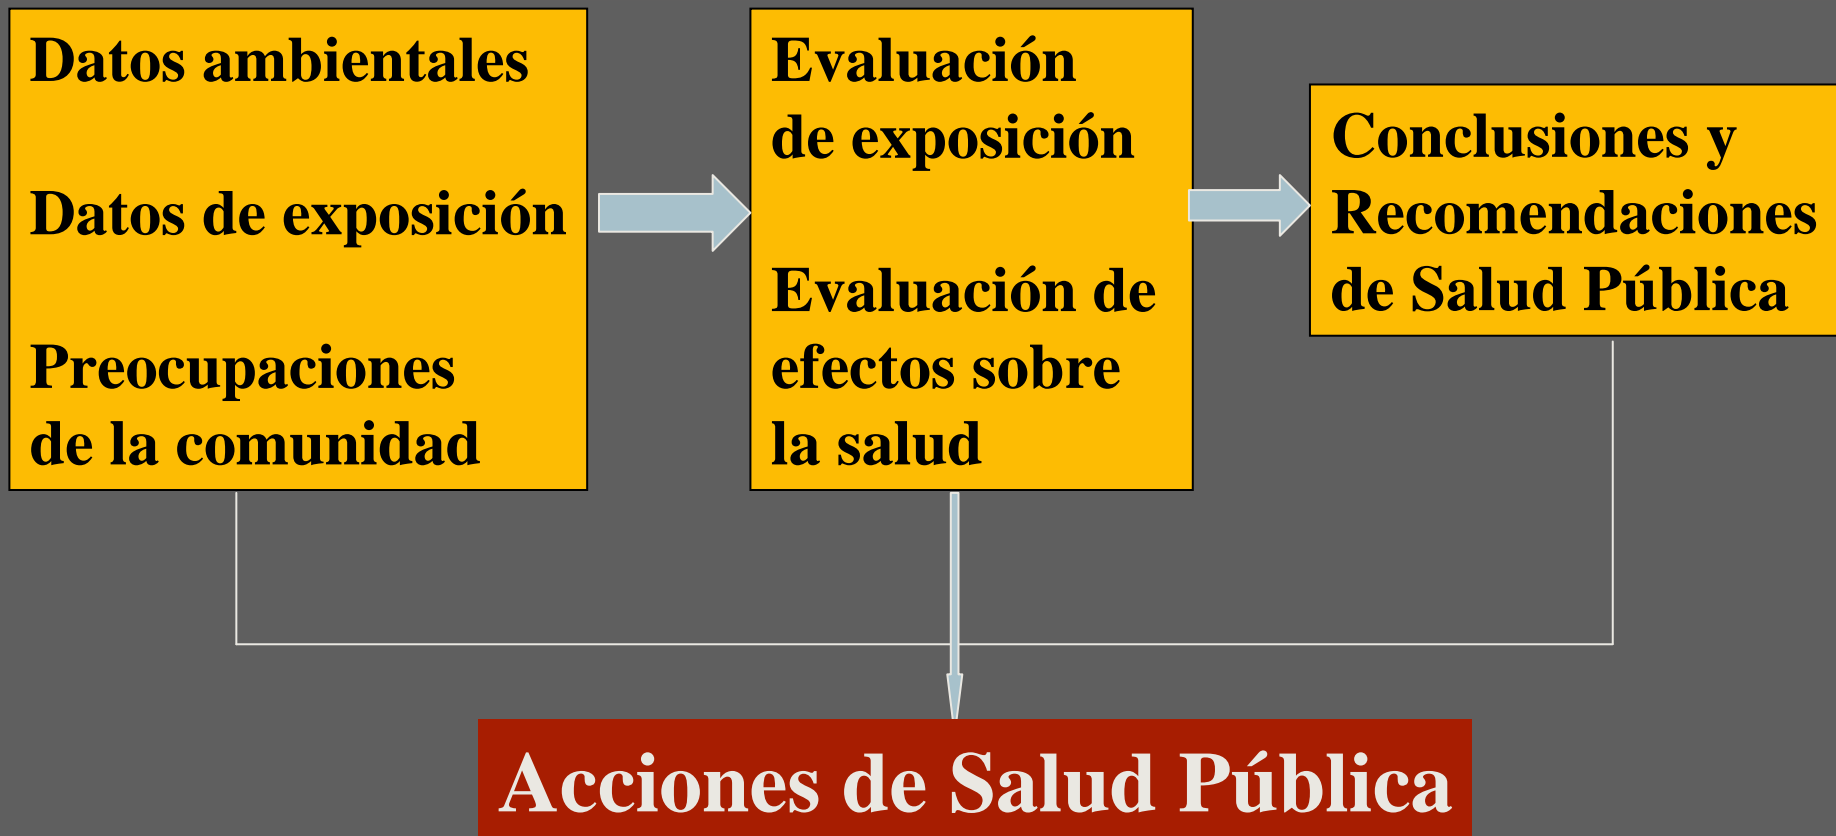 Datos ambientales
Datos de exposición
Preocupaciones
de la comunidad
Evaluación
de exposición
Evaluación de
efectos sobre
la salud
Conclusiones y
Recomendaciones
de Salud Pública
Acciones de Salud Pública